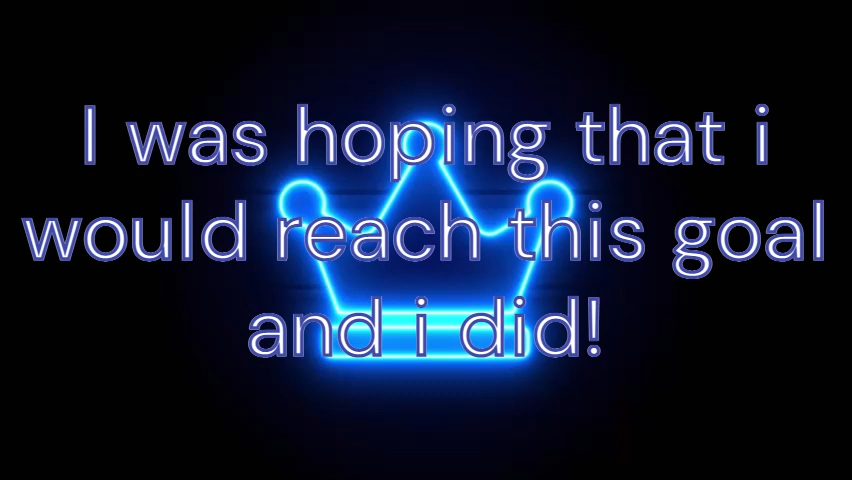 I was hoping that i
would reach this goal
and i did!